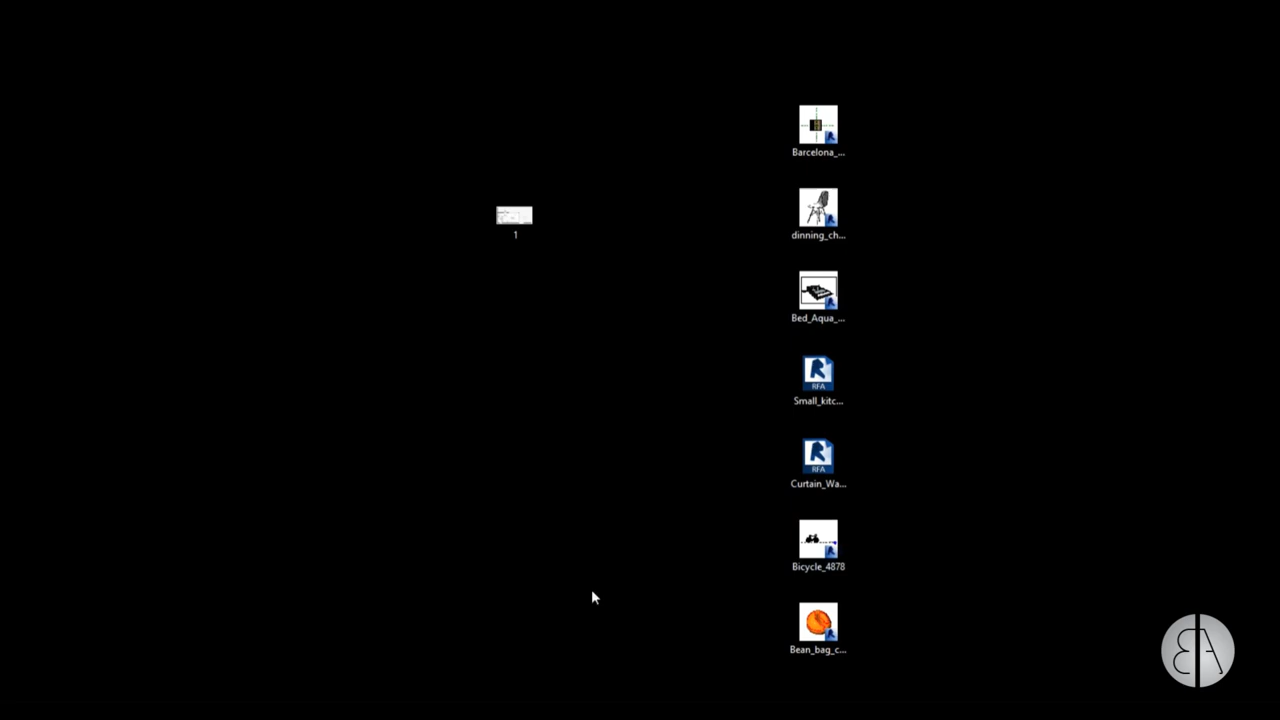 Barcelona_...
1
dinning_ch...
Bed_Aqua_...
RFA
Small_kitc...
RFA
Curtain_Wa...
Bicycle_4878
Bean_bag_c...